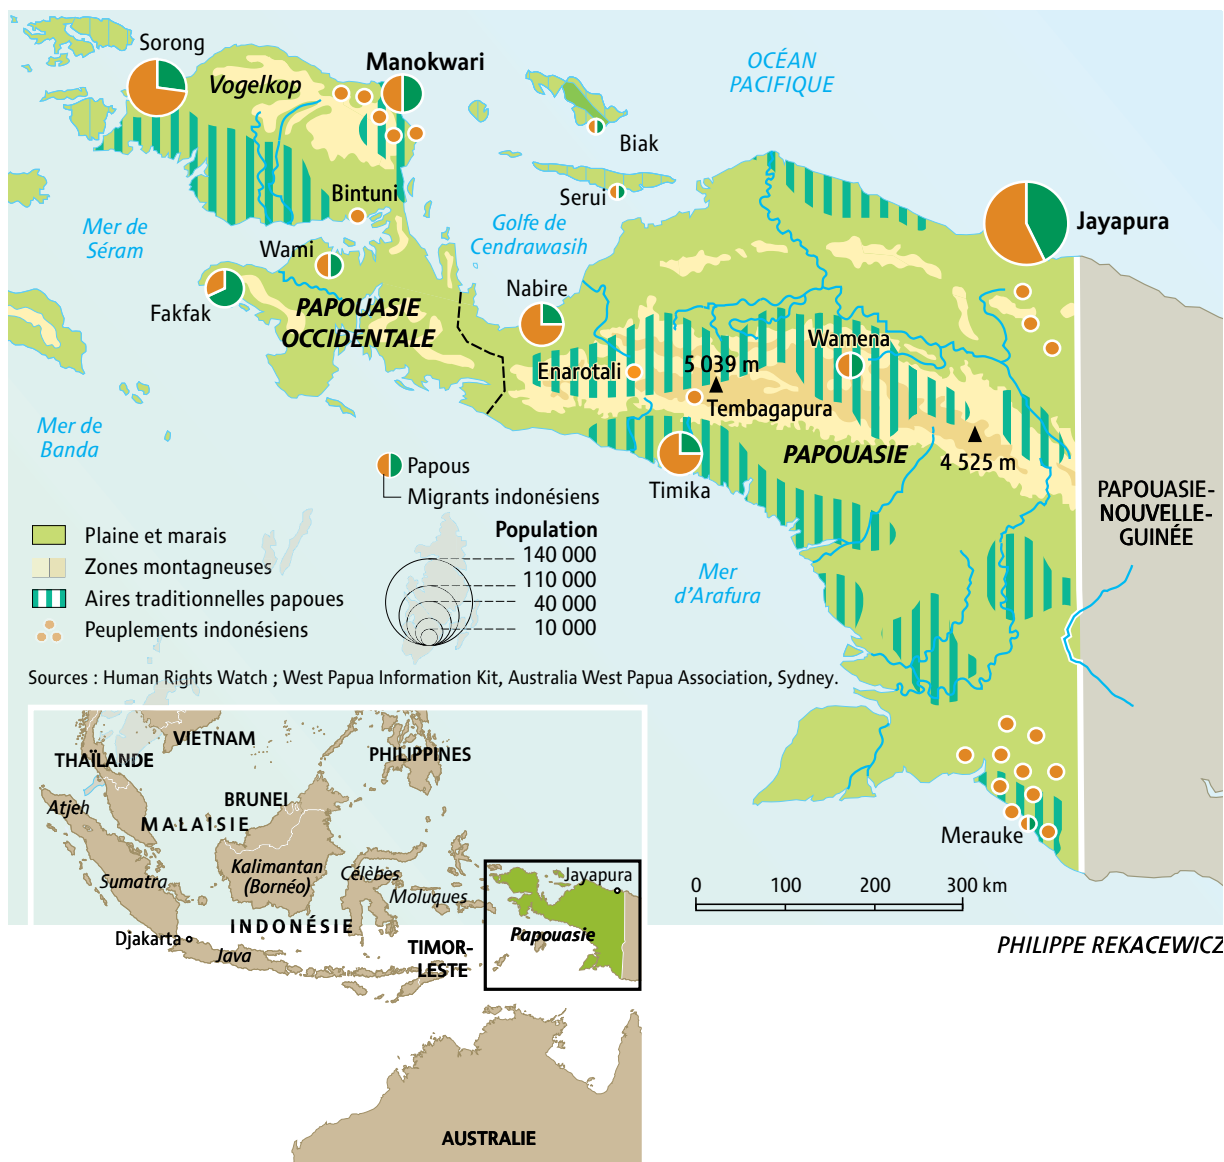 Sorong
Manokwari
Vogelkop
OCÉAN
PACIFIQUE
Biak
Serui
Bintuni
Jayapura
Mer de
Séram
Golfe de
Cendrawasih
Wami
Nabire
Fakfak
PAPOUASIE
OCCIDENTALE
Wamena
5 039 m
Enarotali
Tembagapura
Mer de
Banda
PAPOUASIE
4 525 m
Timika
PAPOUASIE-
NOUVELLE-
GUINÉE
Papous
Migrants indonésiens
Plaine et marais
Zones montagneuses
Aires traditionnelles papoues
Peuplements indonésiens
Population
140 000
110 000
40 000
10 000
Mer
d'Arafura
Sources : Human Rights Watch ; West Papua Information Kit, Australia West Papua Association, Sydney.
Merauke
0 100 200 300 km
PHILIPPE REKACEWICZ
VIETNAM
THAÏLANDE
PHILIPPINES
BRUNEI
Atjeh
MALAISIE
Kalimantan
(Bornéo)
Célèbes
Sumatra
Moluques
Jayapura
INDONÉSIE
Papouasie
Djakarta
Java
TIMOR-
LESTE
AUSTRALIE